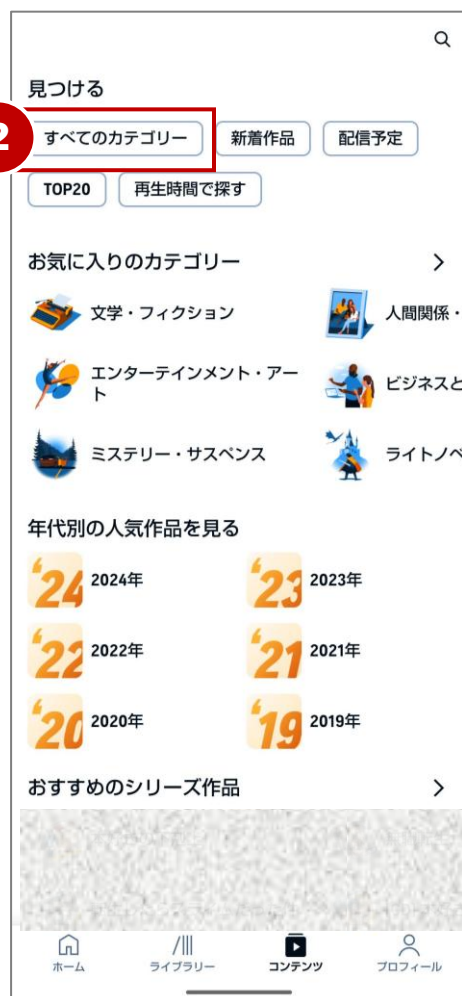 見つける
2
すべてのカテゴリー 新着作品 配信予定
TOP20 再生時間で探す
お気に入りのカテゴリー
文学・フィクション 人間関係・
エンターテインメント・アー
ト
ビジネスと
ミステリー・サスペンス ライトノベ
年代別の人気作品を見る
'24 2024年 '23 2023年
'22 2022年 '21 2021年
'20 2020年 '19 2019年
おすすめのシリーズ作品
ホーム ライブラリー コンテンツ プロフィール